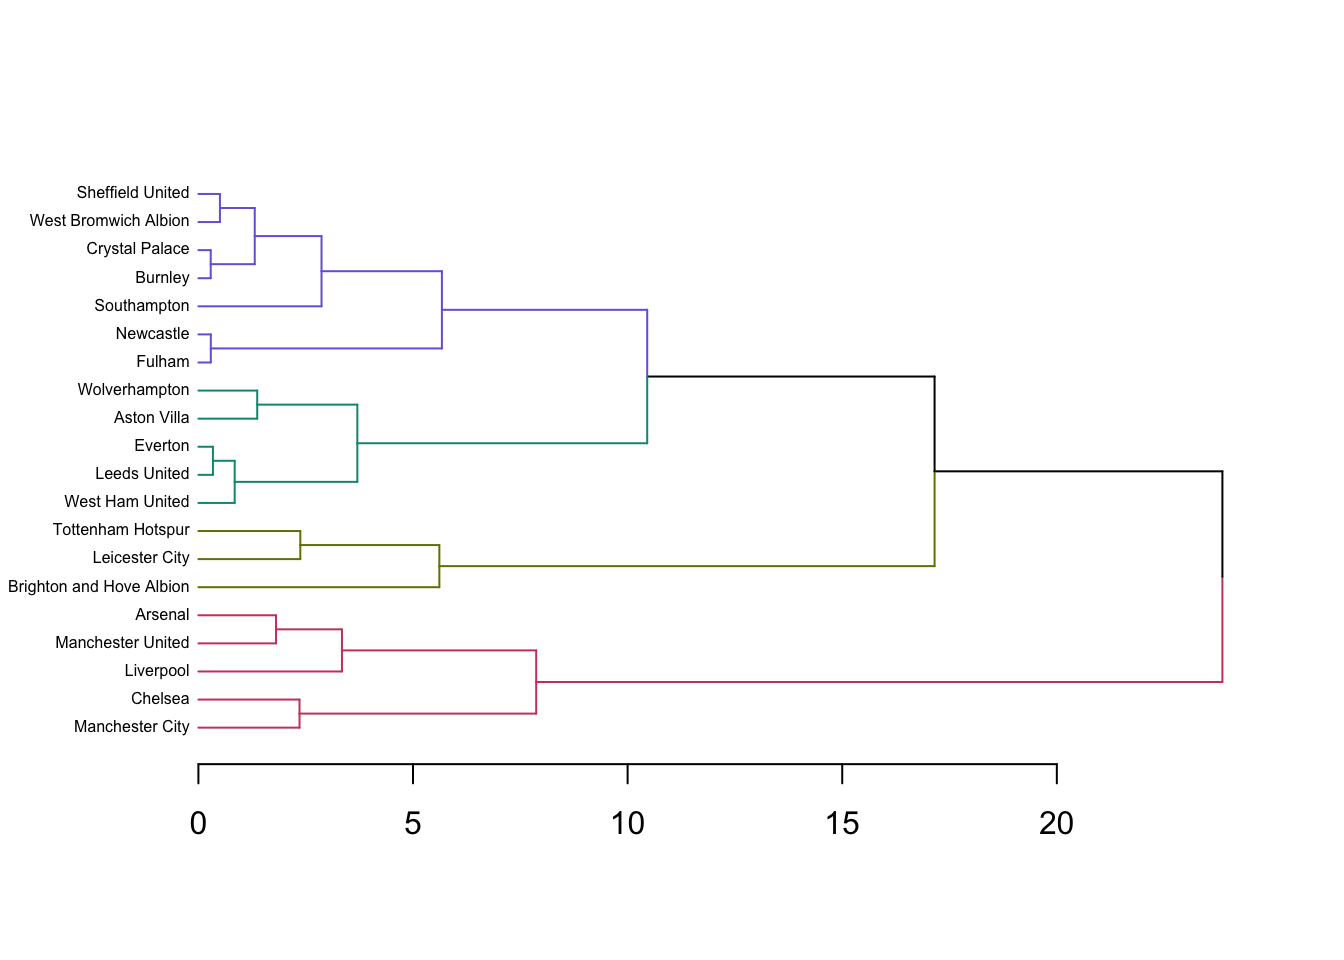 Sheffield United
West Bromwich Albion
Crystal Palace
Burnley
Southampton
Newcastle
Fulham
Wolverhampton
Aston Villa
Everton
Leeds United
West Ham United
Tottenham Hotspur
Leicester City
Brighton and Hove Albion
Arsenal
Manchester United
Liverpool
Chelsea
Manchester City
0 5 10 15 20